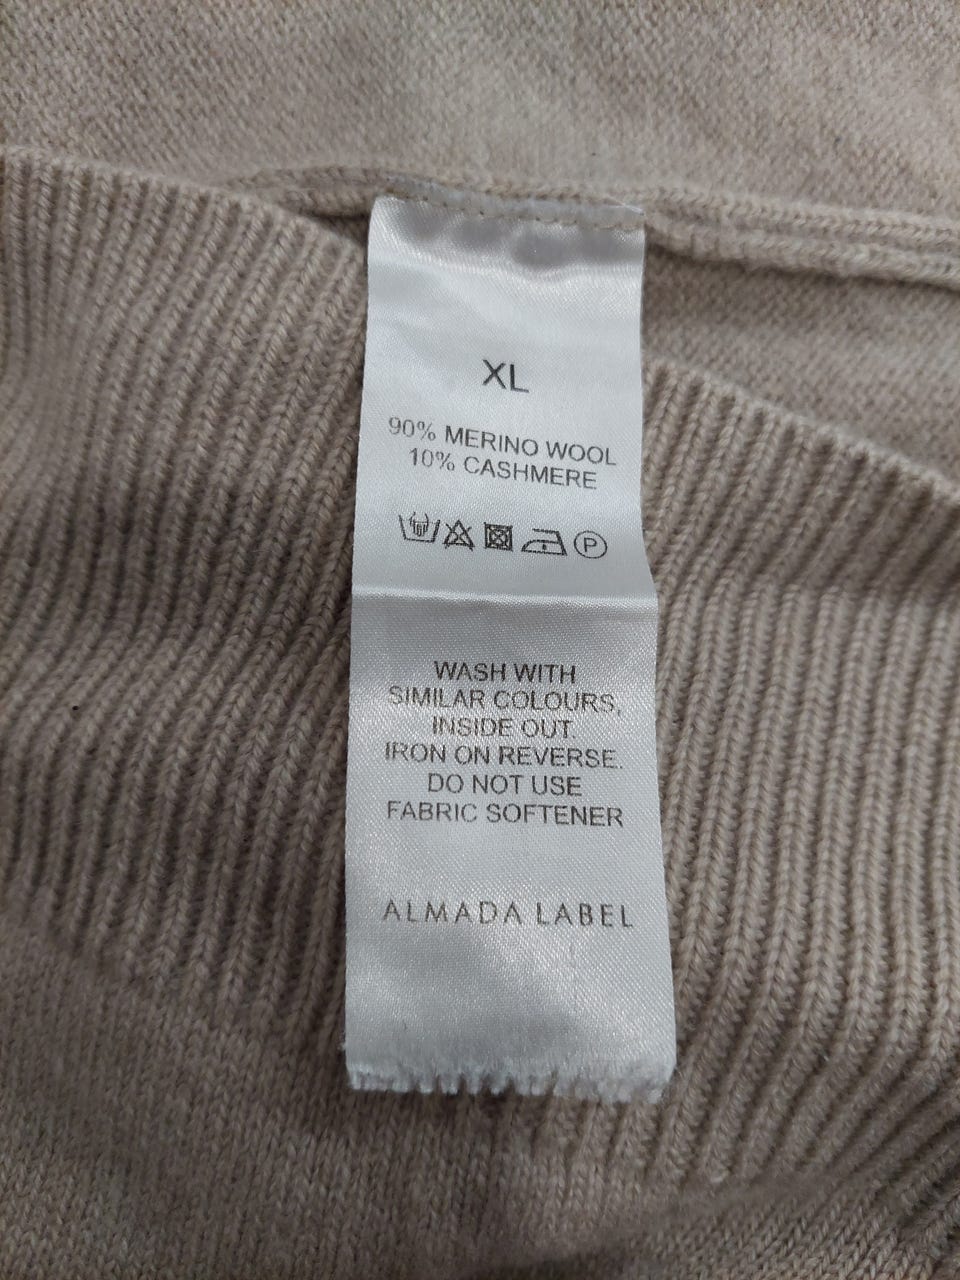 XL
90% MERINO WOOL
10% CASHMERE
P
WASH WITH
SIMILAR COLOURS,
INSIDE OUT.
IRON ON REVERSE.
DO NOT USE
FABRIC SOFTENER
ALMADA LABEL